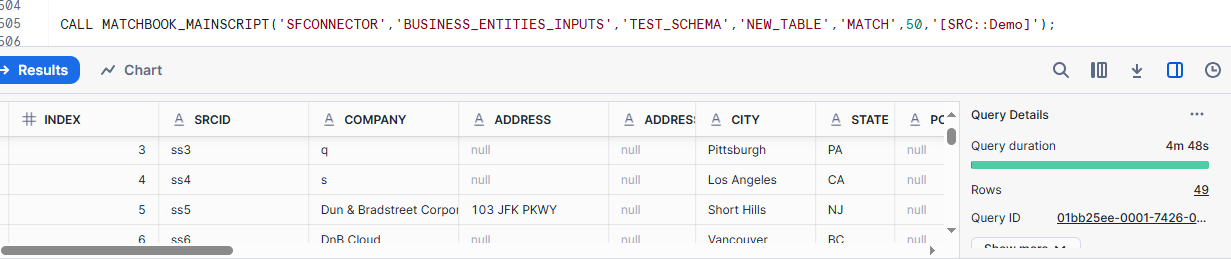 504
505 CALL MATCHBOOK_MAINSCRIPT('SFCONNECTOR','BUSINESS_ENTITIES_INPUTS','TEST_SCHEMA','NEW_TABLE','MATCH',50,'[SRC::Demo]');
506
Results Chart
INDEX SRCID COMPANY ADDRESS ADDRES CITY STATE PO
3 ss3 q null null Pittsburgh PA null
4 ss4 s null null Los Angeles CA null
5 ss5 Dun & Bradstreet Corpor 103 JFK PKWY null Short Hills NJ null
6 ss6 DnB Cloud null null Vancouver BC null
Query Details
Query duration 4m 48s
Rows 49
Query ID 01bb25ee-0001-7426-0...
Show more